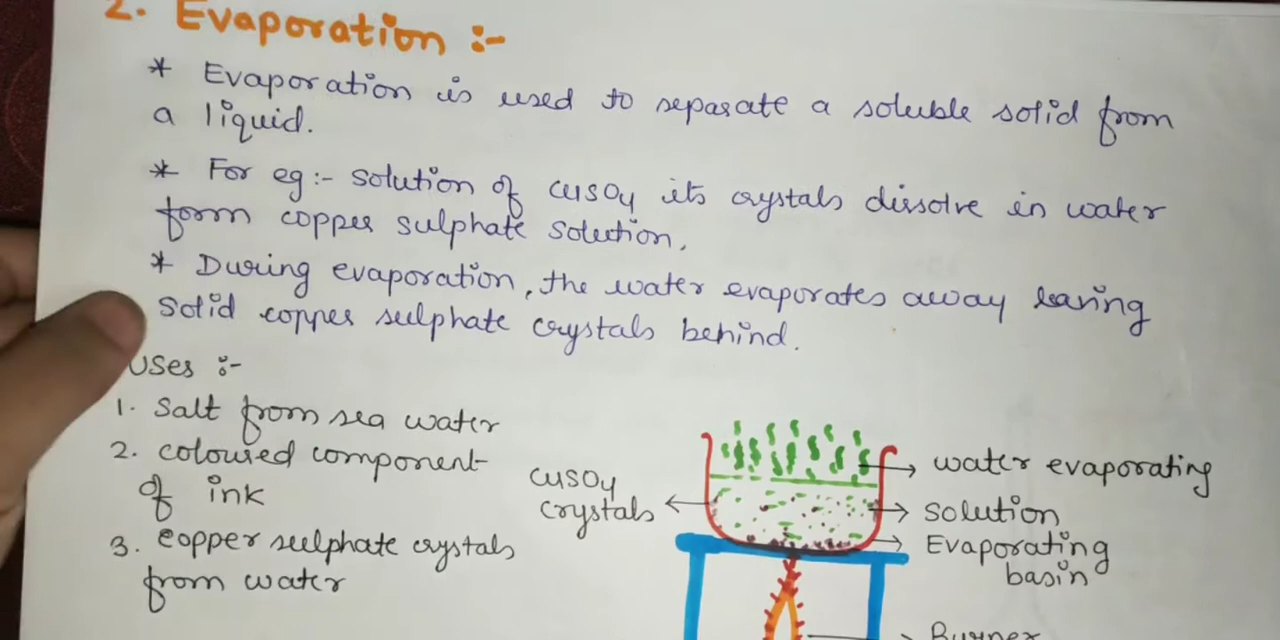 2. Evaporation :-
* Evaporation is used to separate a soluble solid from
a liquid.
* For eg :- solution of CuSO4 its crystals dissolve in water
form copper sulphate solution.
* During evaporation, the water evaporates away leaving
solid copper sulphate crystals behind.
Uses :-
1. Salt from sea water
2. coloured component
of ink
3. copper sulphate crystals
from water
CuSO4
crystals
water evaporating
solution
Evaporating
basin
Burner